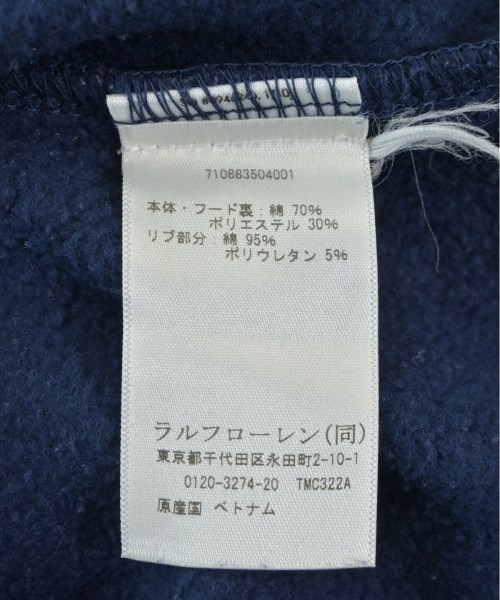 710883504001
本体・フード裏：綿 70%
ポリエステル 30%
リブ部分：綿 95%
ポリウレタン 5%
ラルフローレン(同)
東京都千代田区永田町2-10-1
0120-3274-20 TMC322A
原産国 ベトナム